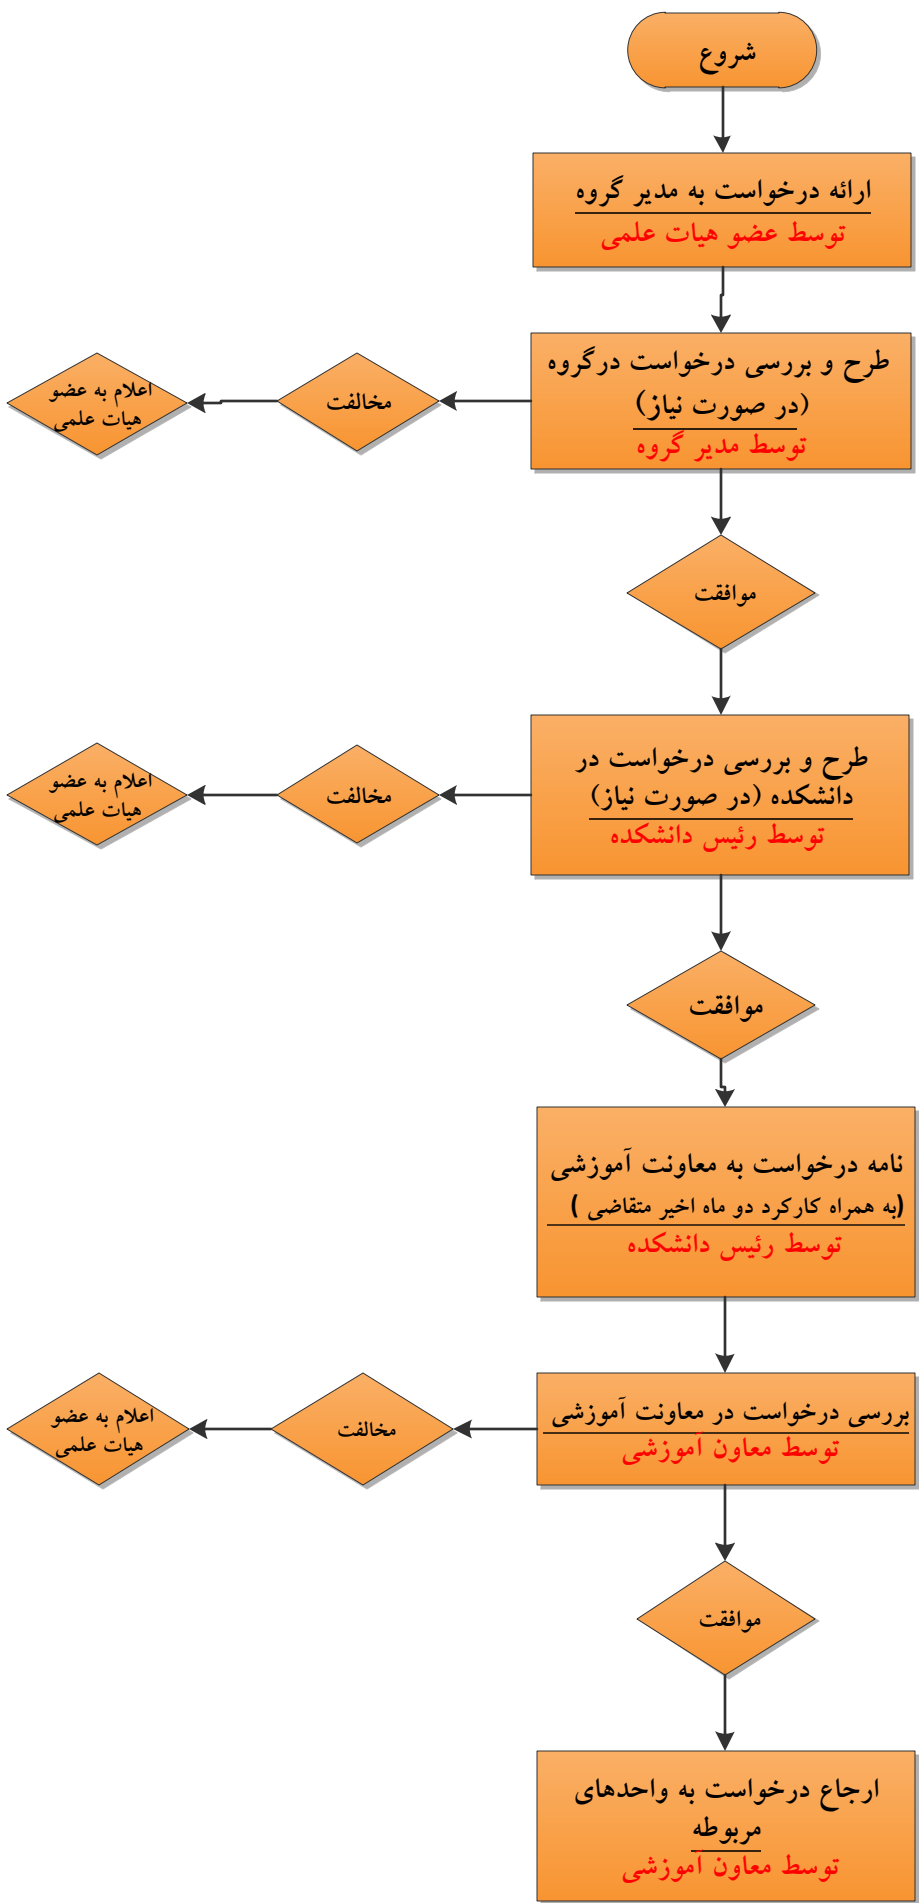 شروع
ارائه درخواست به مدیر گروه
توسط عضو هیات علمی
طرح و بررسی درخواست درگروه
(در صورت نیاز)
توسط مدیر گروه
مخالفت
اعلام به عضو
هیات علمی
موافقت
طرح و بررسی درخواست در
دانشکده (در صورت نیاز)
توسط رئیس دانشکده
مخالفت
اعلام به عضو
هیات علمی
موافقت
نامه درخواست به معاونت آموزشی
(به همراه کارکرد دو ماه اخیر متقاضی )
توسط رئیس دانشکده
بررسی درخواست در معاونت آموزشی
توسط معاون آموزشی
مخالفت
اعلام به عضو
هیات علمی
موافقت
ارجاع درخواست به واحدهای
مربوطه
توسط معاون آموزشی